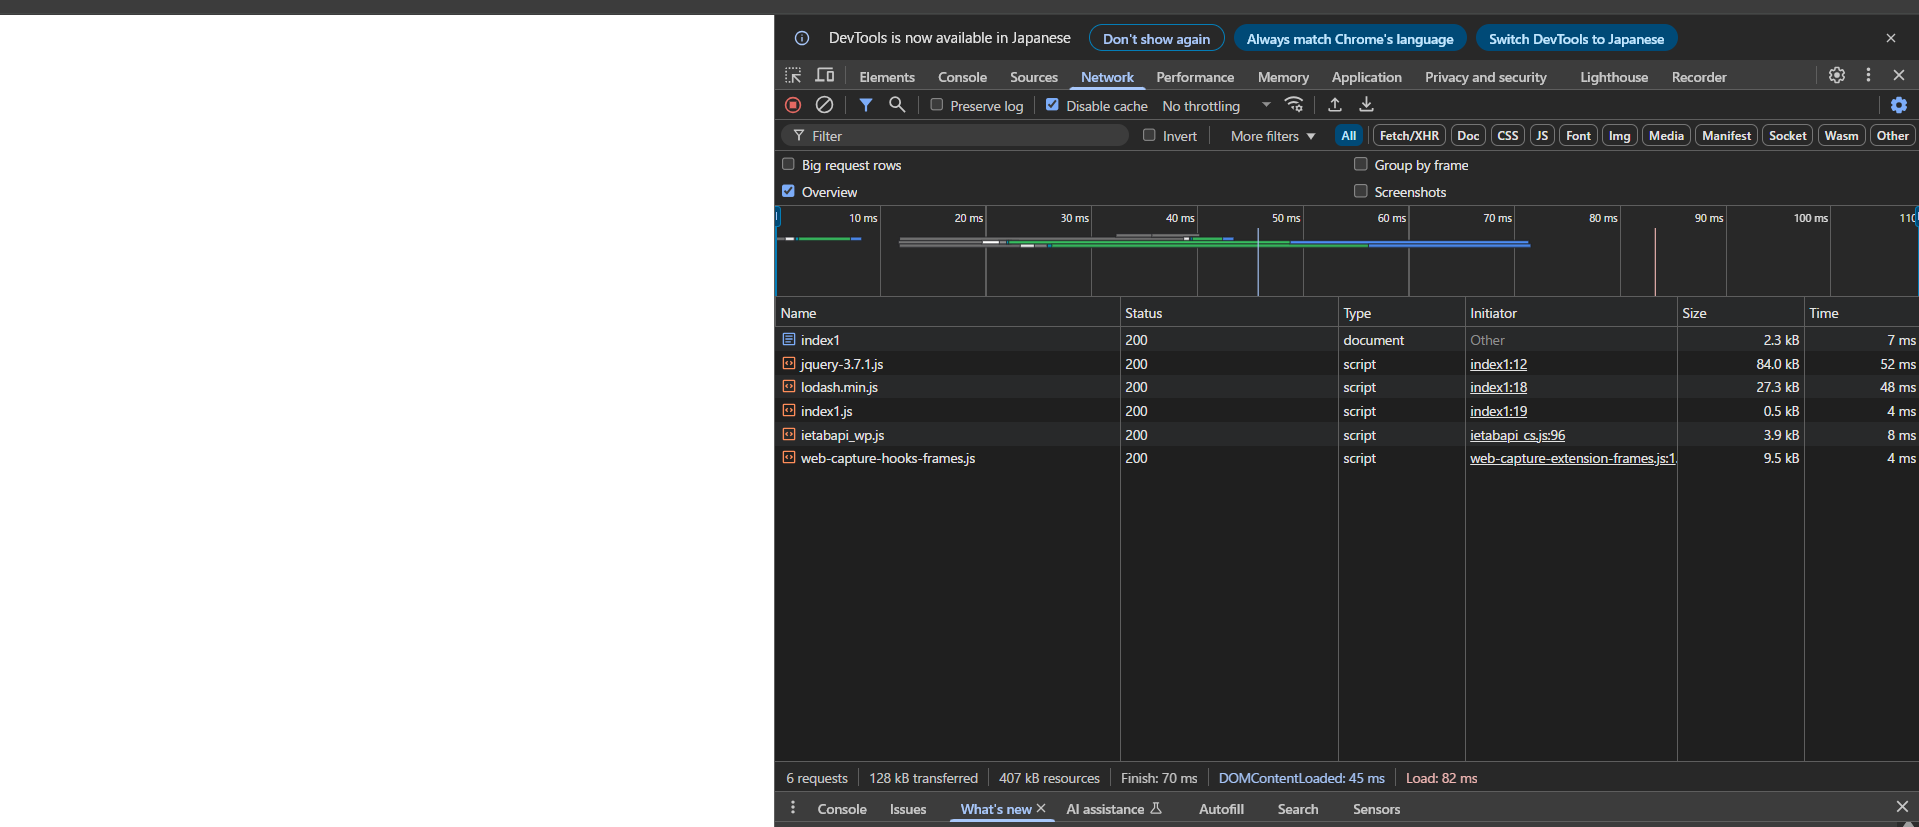 DevTools is now available in Japanese Don't show again Always match Chrome's language Switch DevTools to Japanese
Elements Console Sources Network Performance Memory Application Privacy and security Lighthouse Recorder
Preserve log Disable cache No throttling
Filter Invert More filters All Fetch/XHR Doc CSS JS Font Img Media Manifest Socket Wasm Other
Big request rows Group by frame
Overview Screenshots
10 ms 20 ms 30 ms 40 ms 50 ms 60 ms 70 ms 80 ms 90 ms 100 ms 110
Name Status Type Initiator Size Time
index1 200 document Other 2.3 kB 7 ms
jquery-3.7.1.js 200 script index1:12 84.0 kB 52 ms
lodash.min.js 200 script index1:18 27.3 kB 48 ms
index1.js 200 script index1:19 0.5 kB 4 ms
ietabapi_wp.js 200 script ietabapi_cs.js:96 3.9 kB 8 ms
web-capture-hooks-frames.js 200 script web-capture-extension-frames.js:1 9.5 kB 4 ms
6 requests 128 kB transferred 407 kB resources Finish: 70 ms DOMContentLoaded: 45 ms Load: 82 ms
Console Issues What's new AI assistance Autofill Search Sensors